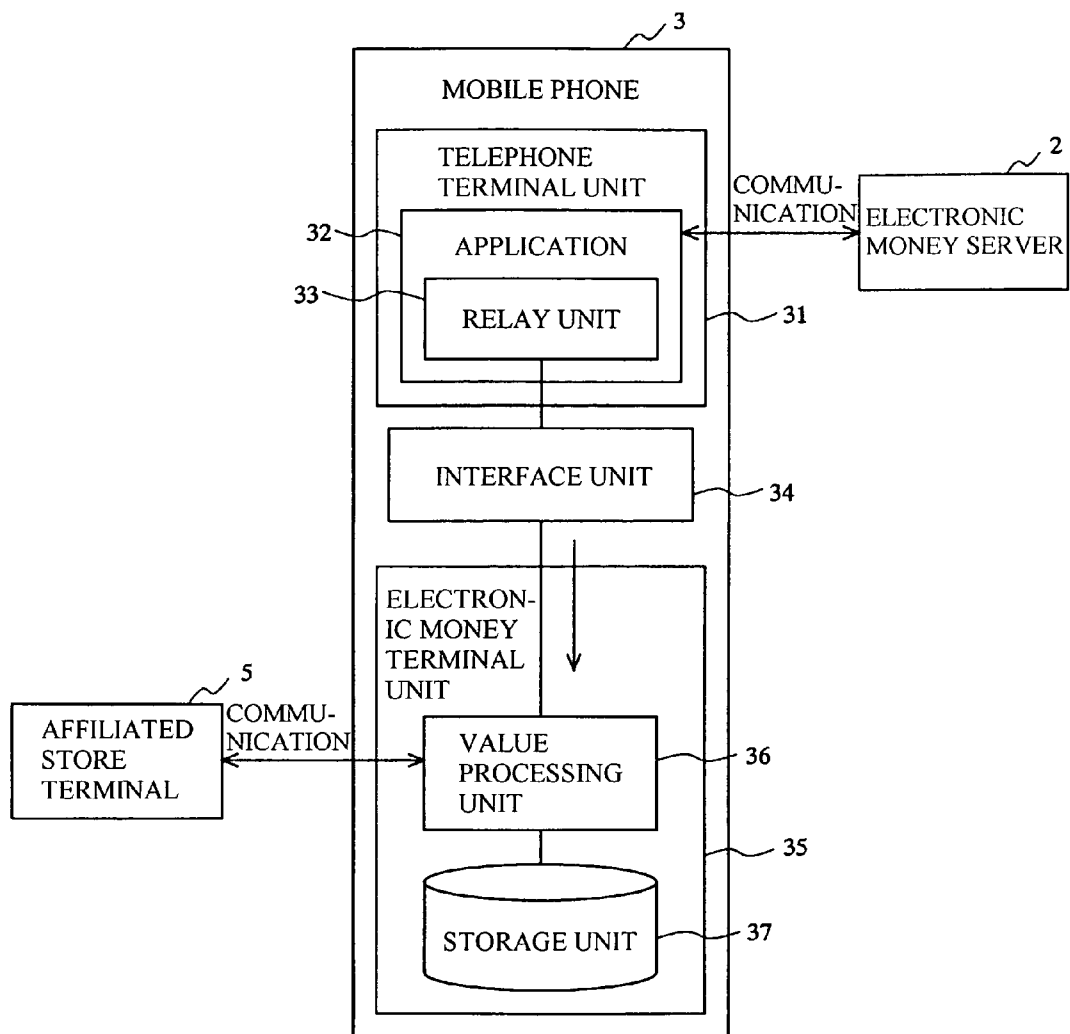 3
MOBILE PHONE
TELEPHONE
TERMINAL UNIT
2
COMMU-
NICATION
ELECTRONIC
MONEY SERVER
32
APPLICATION
33
RELAY UNIT
31
INTERFACE UNIT
34
ELECTRON-
IC MONEY
TERMINAL
UNIT
5
AFFILIATED
STORE
TERMINAL
COMMU-
NICATION
VALUE
PROCESSING
UNIT
36
35
STORAGE UNIT
37